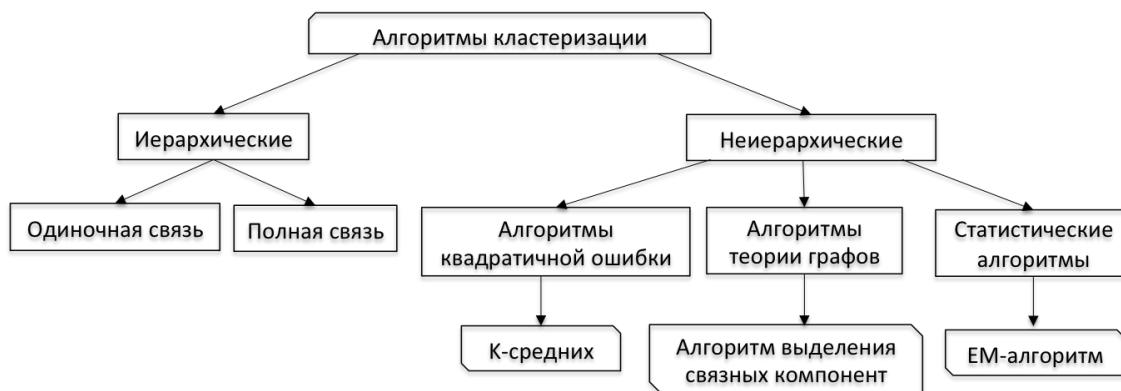 Алгоритмы кластеризации
Иерархические
Неиерархические
Одиночная связь
Полная связь
Алгоритмы
квадратичной ошибки
Алгоритмы
теории графов
Статистические
алгоритмы
K-средних
Алгоритм выделения
связных компонент
EM-алгоритм